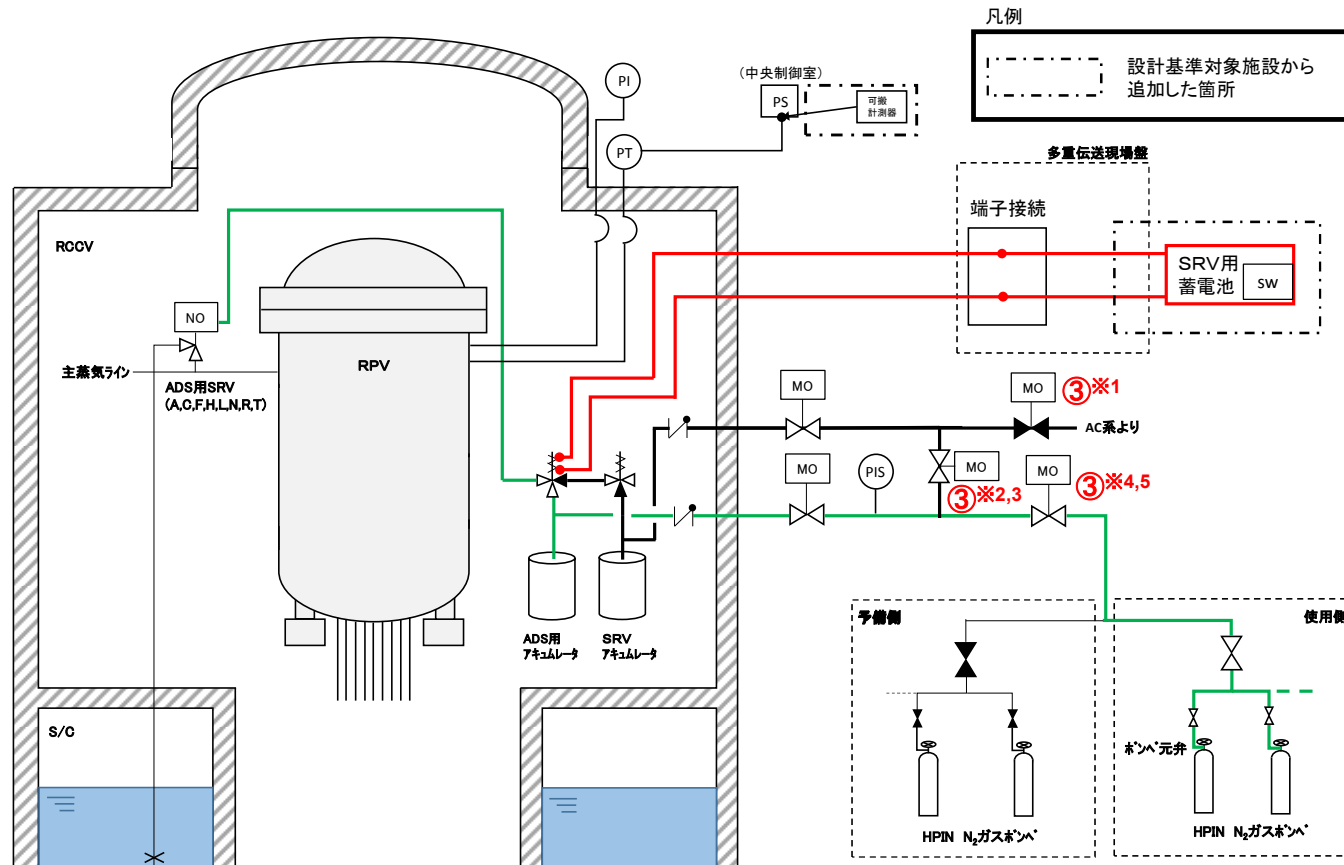 凡例
設計基準対象施設から
追加した箇所
PI
(中央制御室)
PS
可搬
計測器
PT
多重伝送現場盤
端子接続
SRV用
蓄電池
SW
RCCV
NO
主蒸気ライン
ADS用SRV
(A,C,F,H,L,N,R,T)
RPV
MO
MO
③※1
AC系より
MO
PIS
MO
③※2,3
MO
③※4,5
ADS用
アキュムレータ
SRV
アキュムレータ
予備側
使用側
S/C
ボンベ元弁
HPIN N₂ガスボンベ
HPIN N₂ガスボンベ